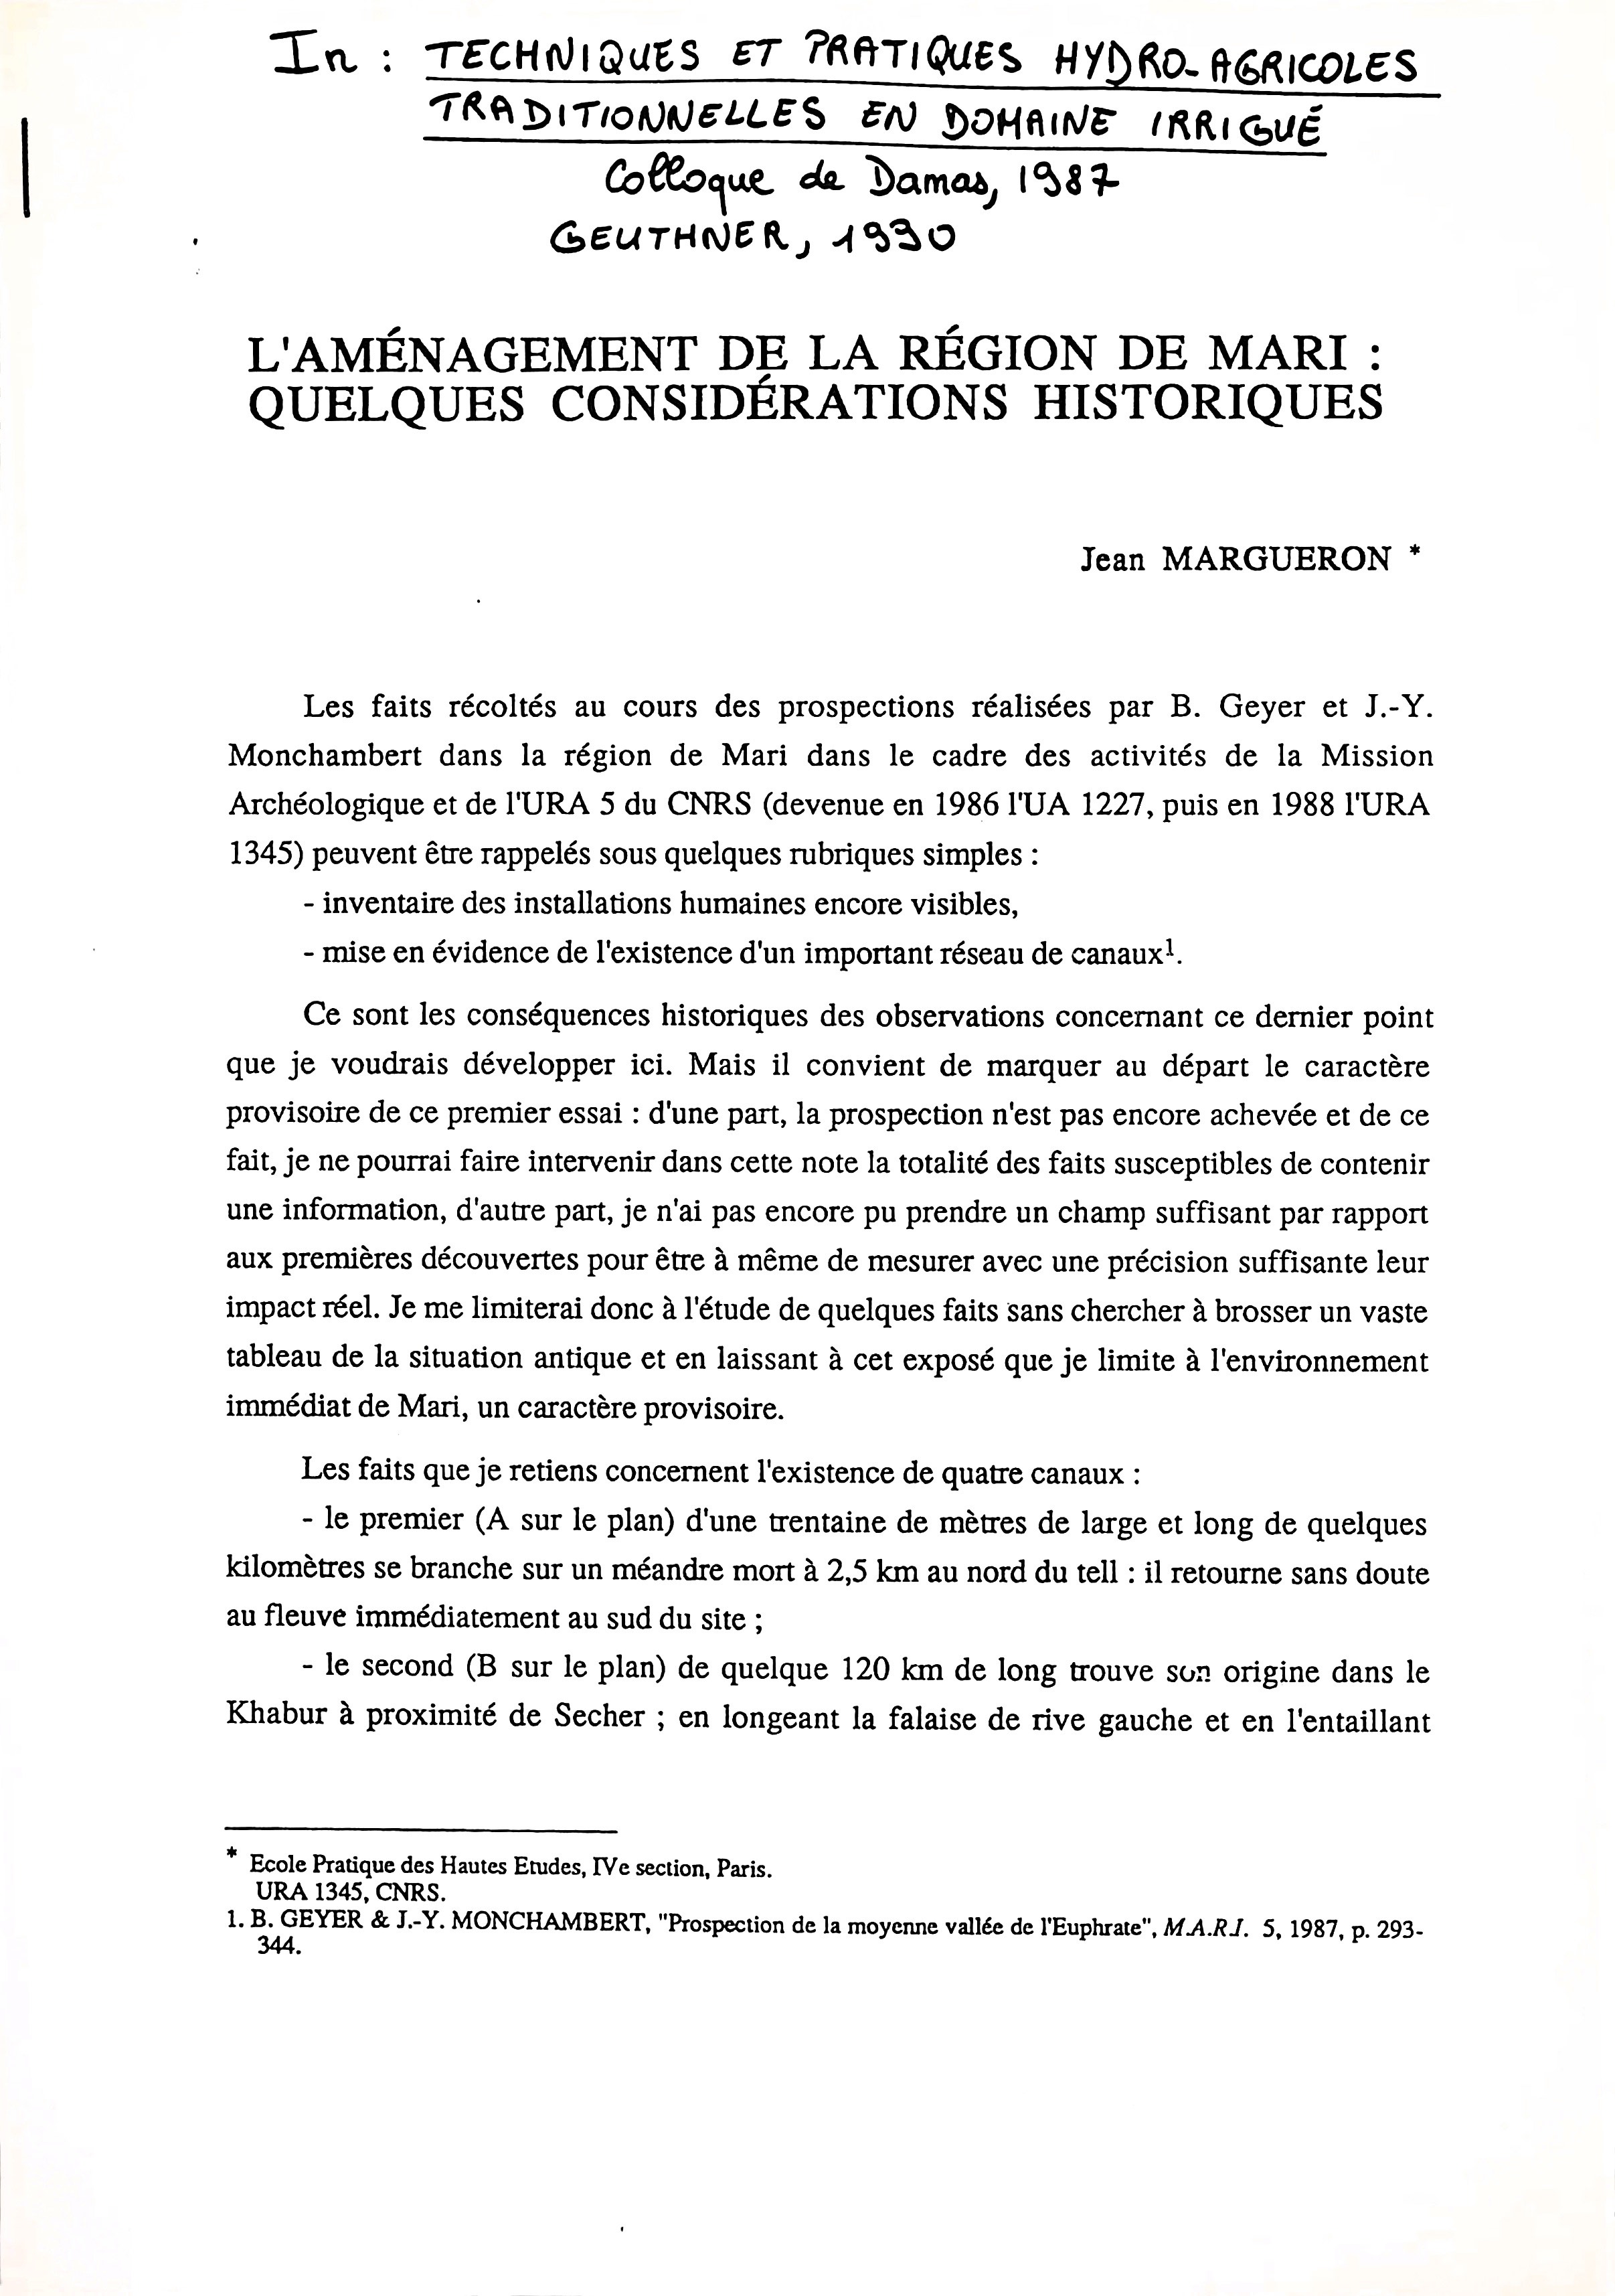 In : TECHNIQUES ET PRATIQUES HYDRO-AGRICOLES
TRADITIONNELLES EN DOMAINE IRRIGUÉ
Colloque de Damas, 1987
GEUTHNER, 1990
L'AMÉNAGEMENT DE LA RÉGION DE MARI :
QUELQUES CONSIDÉRATIONS HISTORIQUES
Jean MARGUERON *
Les faits récoltés au cours des prospections réalisées par B. Geyer et J.-Y.
Monchambert dans la région de Mari dans le cadre des activités de la Mission
Archéologique et de l'URA 5 du CNRS (devenue en 1986 l'UA 1227, puis en 1988 l'URA
1345) peuvent être rappelés sous quelques rubriques simples :
- inventaire des installations humaines encore visibles,
- mise en évidence de l'existence d'un important réseau de canaux¹.
Ce sont les conséquences historiques des observations concernant ce dernier point
que je voudrais développer ici. Mais il convient de marquer au départ le caractère
provisoire de ce premier essai : d'une part, la prospection n'est pas encore achevée et de ce
fait, je ne pourrai faire intervenir dans cette note la totalité des faits susceptibles de contenir
une information, d'autre part, je n'ai pas encore pu prendre un champ suffisant par rapport
aux premières découvertes pour être à même de mesurer avec une précision suffisante leur
impact réel. Je me limiterai donc à l'étude de quelques faits sans chercher à brosser un vaste
tableau de la situation antique et en laissant à cet exposé que je limite à l'environnement
immédiat de Mari, un caractère provisoire.
Les faits que je retiens concernent l'existence de quatre canaux :
- le premier (A sur le plan) d'une trentaine de mètres de large et long de quelques
kilomètres se branche sur un méandre mort à 2,5 km au nord du tell : il retourne sans doute
au fleuve immédiatement au sud du site ;
- le second (B sur le plan) de quelque 120 km de long trouve son origine dans le
Khabur à proximité de Secher ; en longeant la falaise de rive gauche et en l'entaillant
* Ecole Pratique des Hautes Etudes, IVe section, Paris.
URA 1345, CNRS.
1. B. GEYER & J.-Y. MONCHAMBERT, "Prospection de la moyenne vallée de l'Euphrate", M.A.R.I. 5, 1987, p. 293-
344.